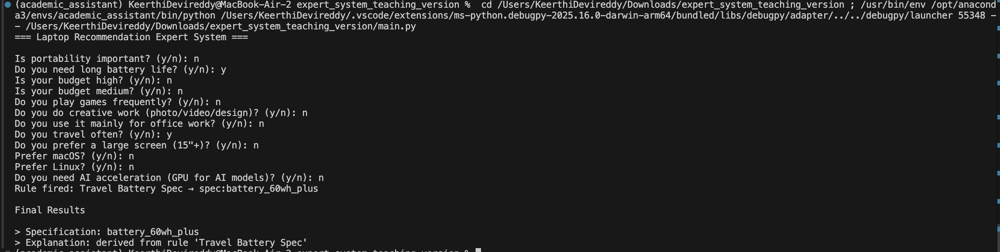 (academic_assistant) KeerthiDevireddy@MacBook-Air-2 expert_system_teaching_version %  cd /Users/KeerthiDevireddy/Downloads/expert_system_teaching_version ; /usr/bin/env /opt/anacond
a3/envs/academic_assistant/bin/python /Users/KeerthiDevireddy/.vscode/extensions/ms-python.debugpy-2025.16.0-darwin-arm64/bundled/libs/debugpy/adapter/../../debugpy/launcher 55348 -
- /Users/KeerthiDevireddy/Downloads/expert_system_teaching_version/main.py
=== Laptop Recommendation Expert System ===
Is portability important? (y/n): n
Do you need long battery life? (y/n): y
Is your budget high? (y/n): n
Is your budget medium? (y/n): n
Do you play games frequently? (y/n): n
Do you do creative work (photo/video/design)? (y/n): n
Do you use it mainly for office work? (y/n): n
Do you travel often? (y/n): y
Do you prefer a large screen (15"+)? (y/n): n
Prefer macOS? (y/n): n
Prefer Linux? (y/n): n
Do you need AI acceleration (GPU for AI models)? (y/n): n
Rule fired: Travel Battery Spec → spec:battery_60wh_plus
Final Results
> Specification: battery_60wh_plus
> Explanation: derived from rule 'Travel Battery Spec'
(academic_assistant) KeerthiDevireddy@MacBook-Air-2 expert_system_teaching_version %